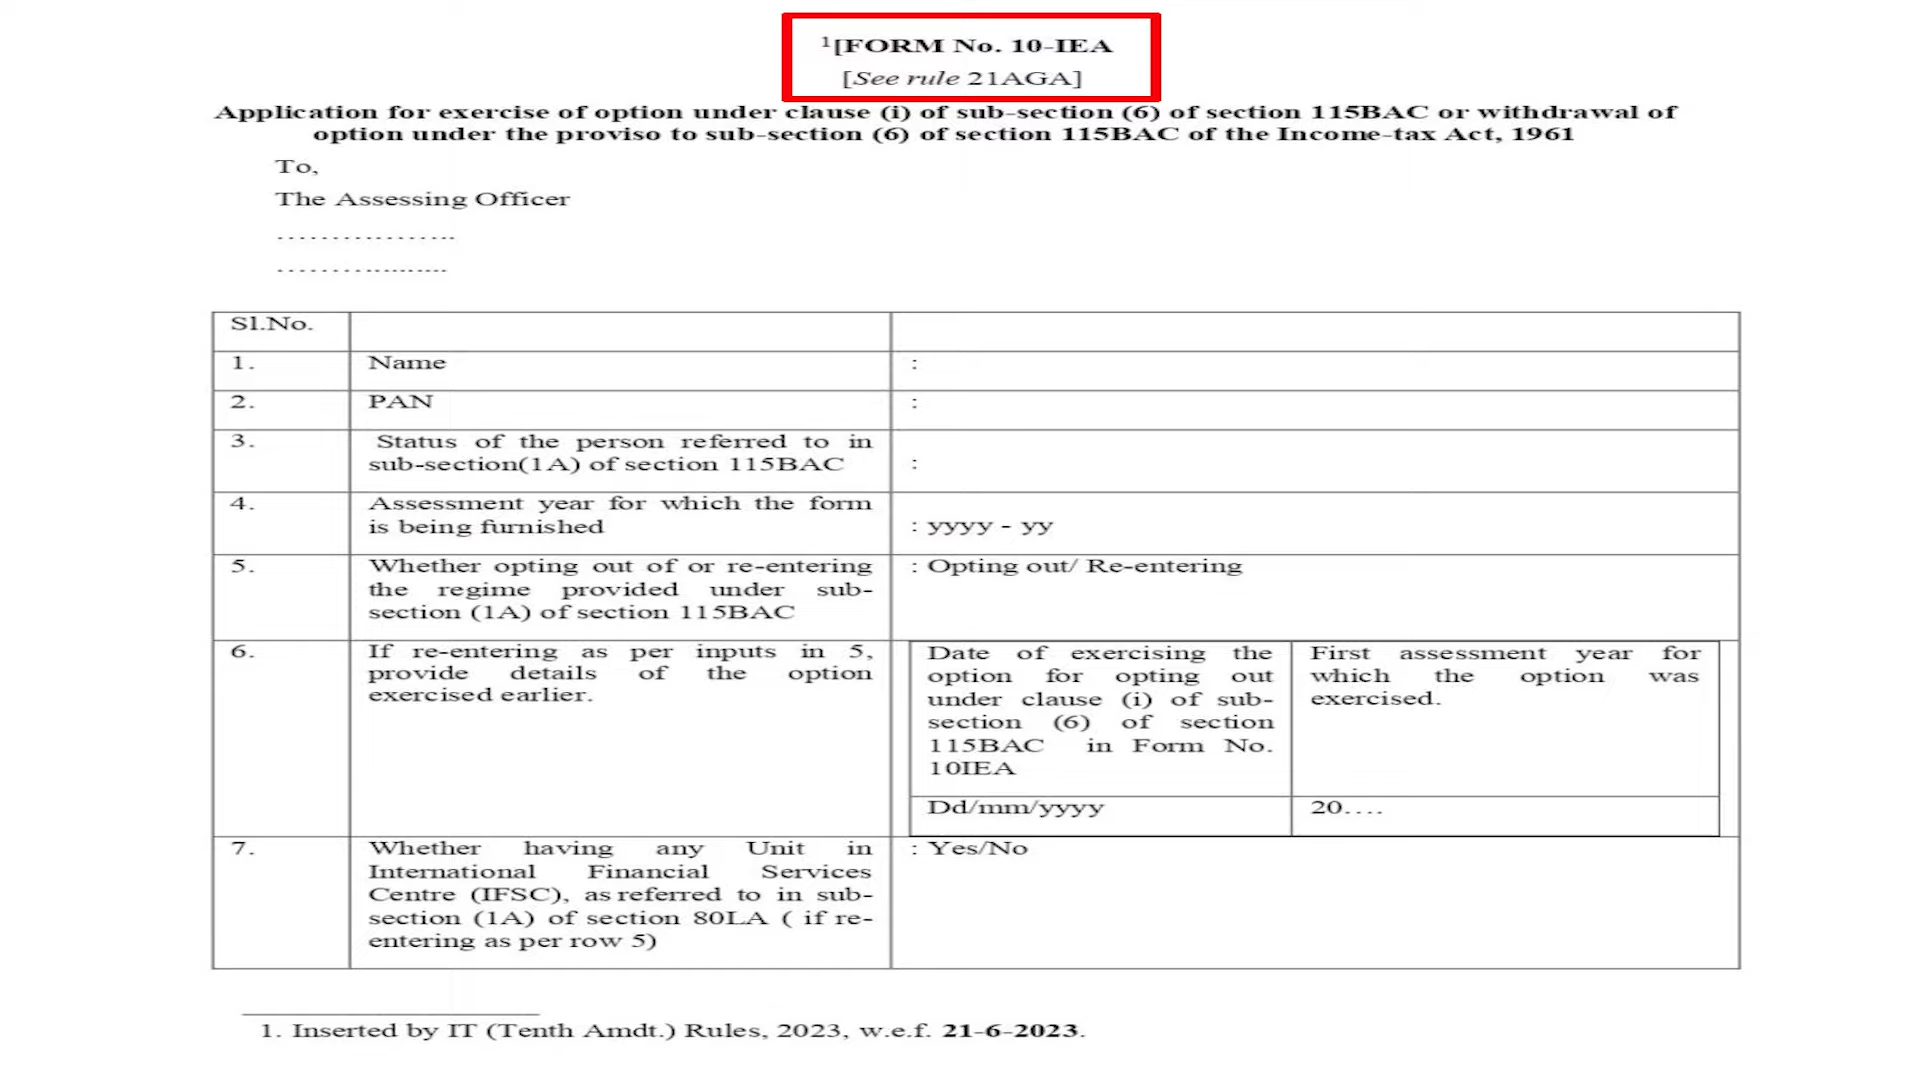 ¹[FORM No. 10-IEA
[See rule 21AGA]
Application for exercise of option under clause (i) of sub-section (6) of section 115BAC or withdrawal of
option under the proviso to sub-section (6) of section 115BAC of the Income-tax Act, 1961
To,
The Assessing Officer
……………….
………….......
Sl.No.
1. Name :
2. PAN :
3. Status of the person referred to in
sub-section(1A) of section 115BAC :
4. Assessment year for which the form
is being furnished : yyyy - yy
5. Whether opting out of or re-entering : Opting out/ Re-entering
the regime provided under sub-
section (1A) of section 115BAC
6. If re-entering as per inputs in 5,
provide details of the option
exercised earlier.
Date of exercising the
option for opting out
under clause (i) of sub-
section (6) of section
115BAC in Form No.
10IEA
First assessment year for
which the option was
exercised.
Dd/mm/yyyy 20….
7. Whether having any Unit in : Yes/No
International Financial Services
Centre (IFSC), as referred to in sub-
section (1A) of section 80LA ( if re-
entering as per row 5)
1. Inserted by IT (Tenth Amdt.) Rules, 2023, w.e.f. 21-6-2023.